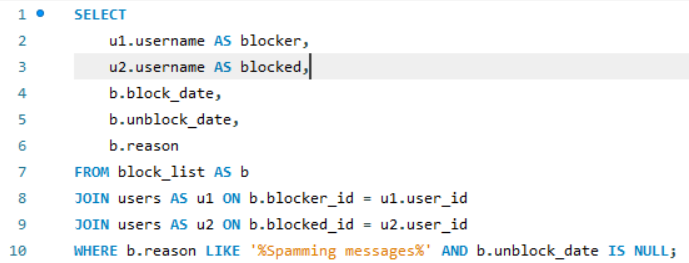 1 SELECT
2 u1.username AS blocker,
3 u2.username AS blocked,
4 b.block_date,
5 b.unblock_date,
6 b.reason
7 FROM block_list AS b
8 JOIN users AS u1 ON b.blocker_id = u1.user_id
9 JOIN users AS u2 ON b.blocked_id = u2.user_id
10 WHERE b.reason LIKE '%Spamming messages%' AND b.unblock_date IS NULL;